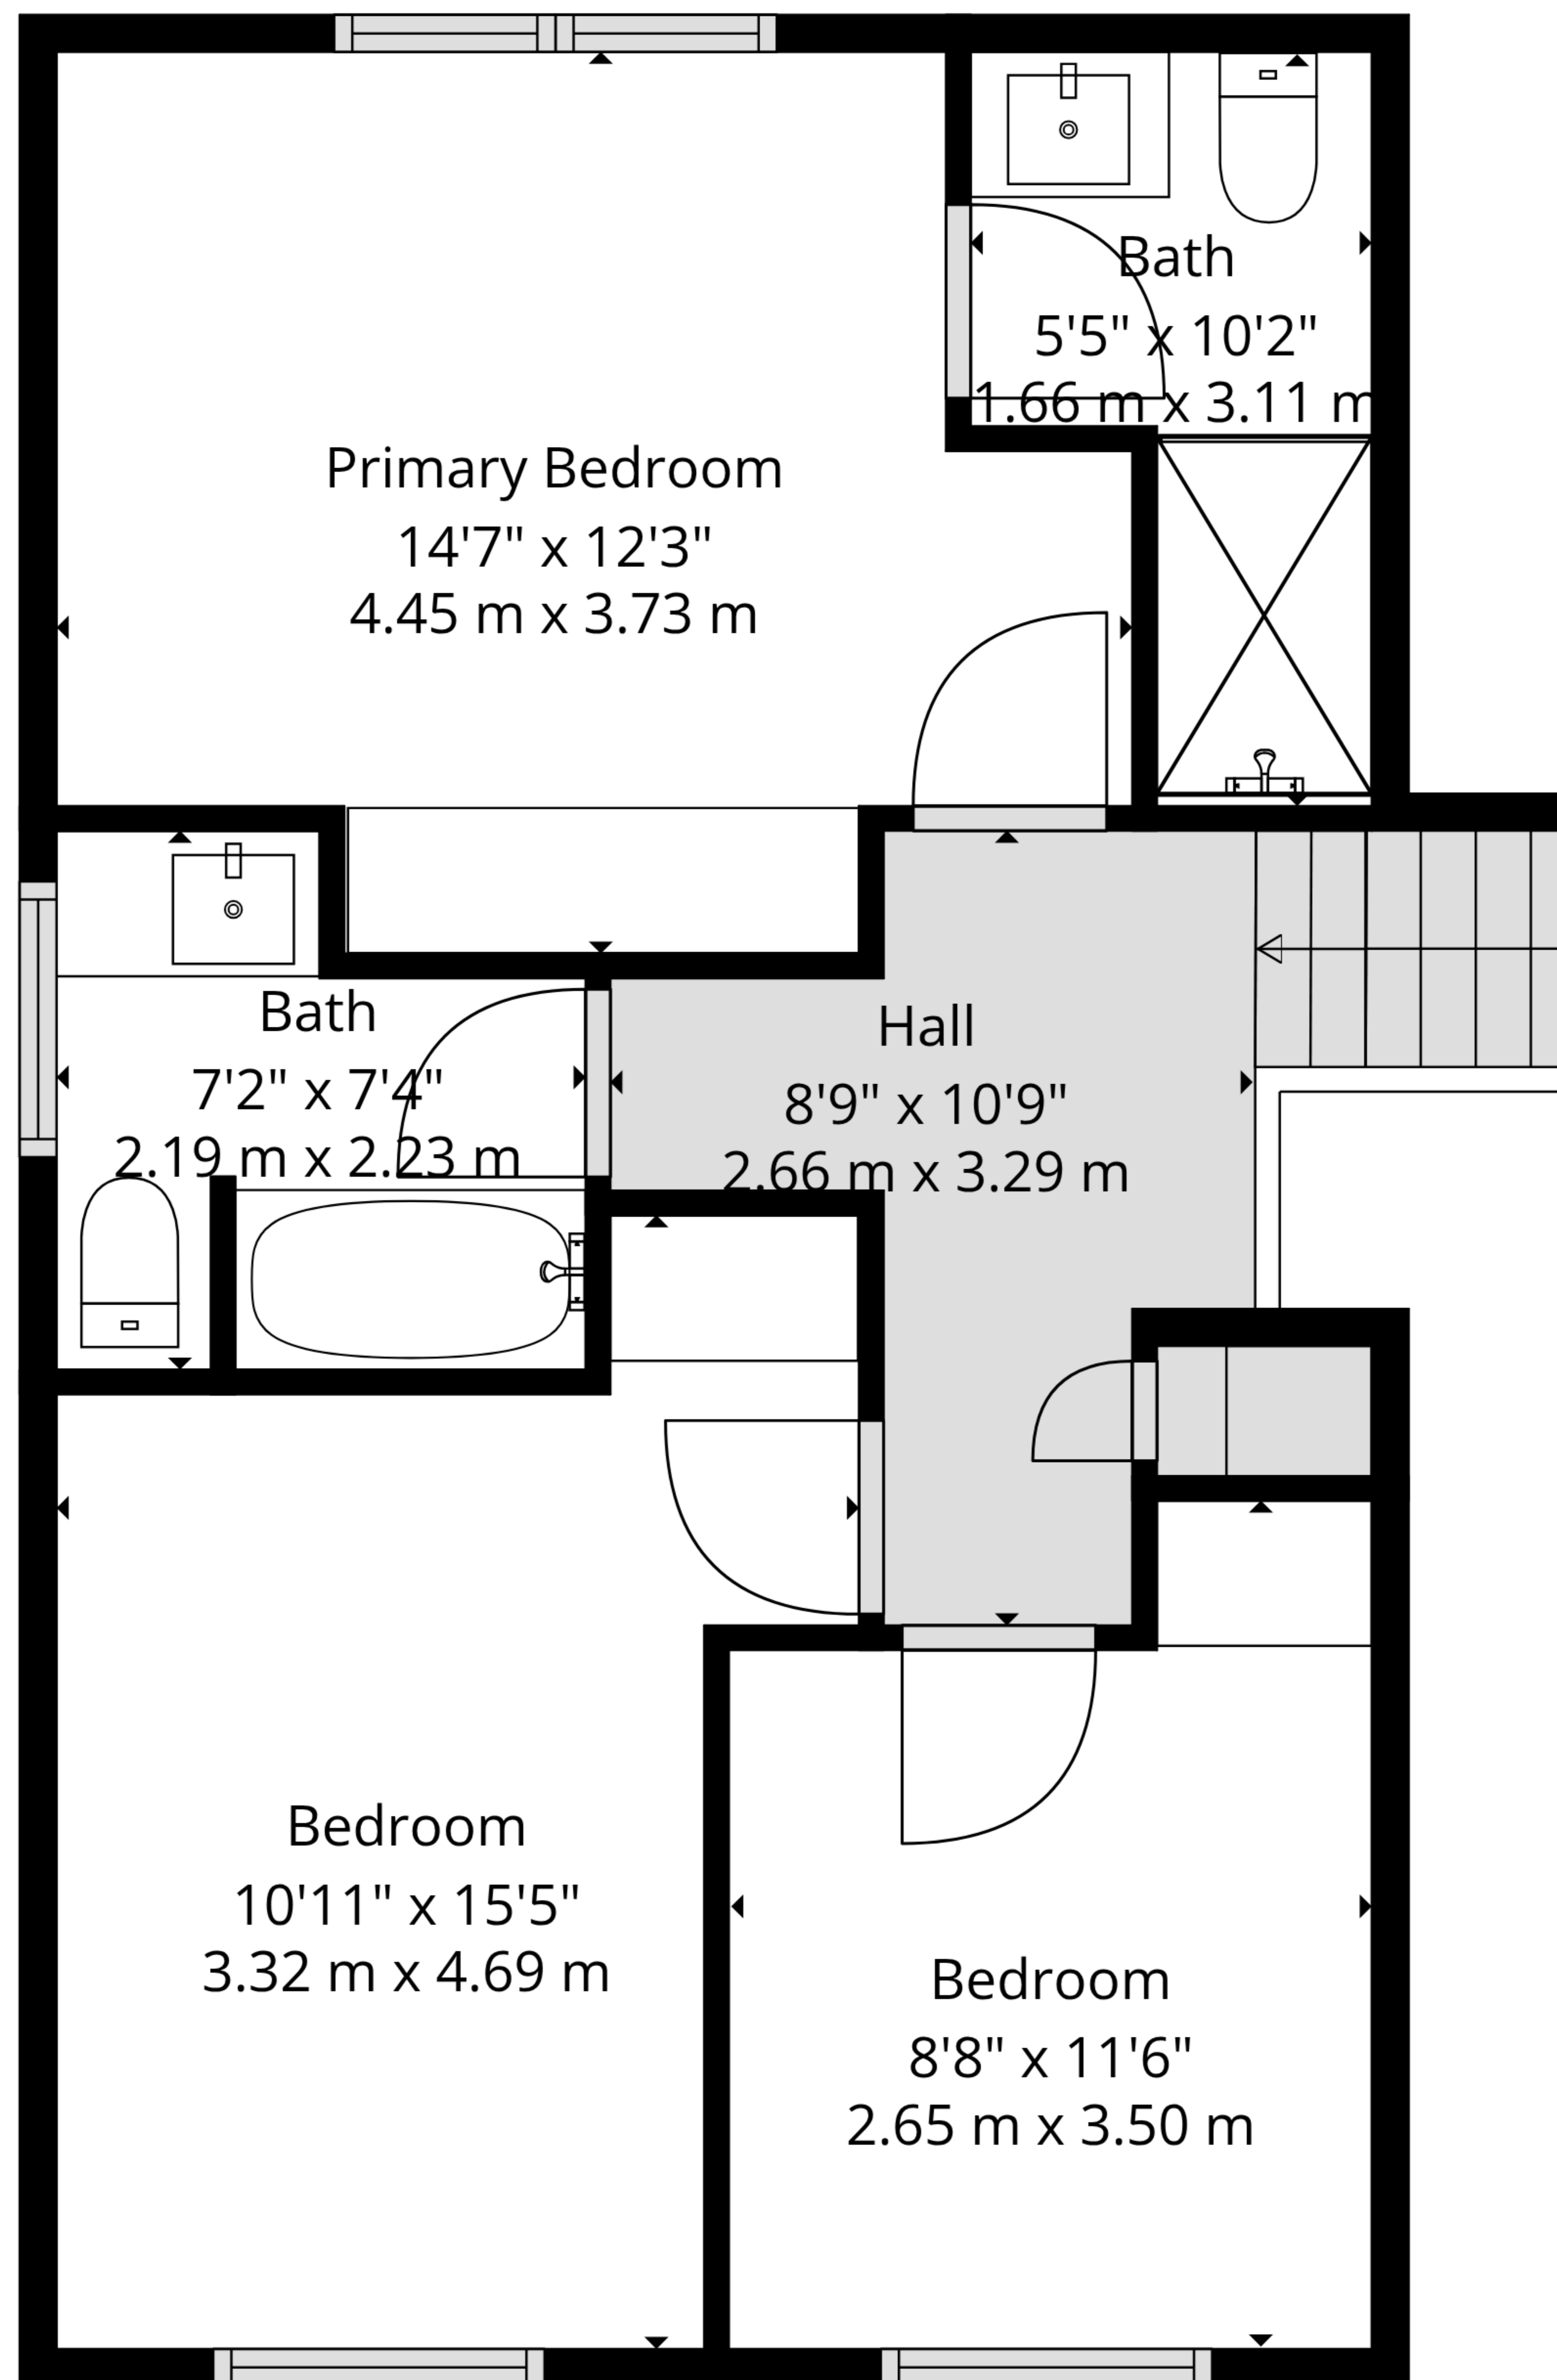 Bath
5'5" x 10'2"
1.66 m x 3.11 m
Primary Bedroom
14'7" x 12'3"
4.45 m x 3.73 m
Bath
7'2" x 7'4"
2.19 m x 2.23 m
Hall
8'9" x 10'9"
2.66 m x 3.29 m
Bedroom
10'11" x 15'5"
3.32 m x 4.69 m
Bedroom
8'8" x 11'6"
2.65 m x 3.50 m